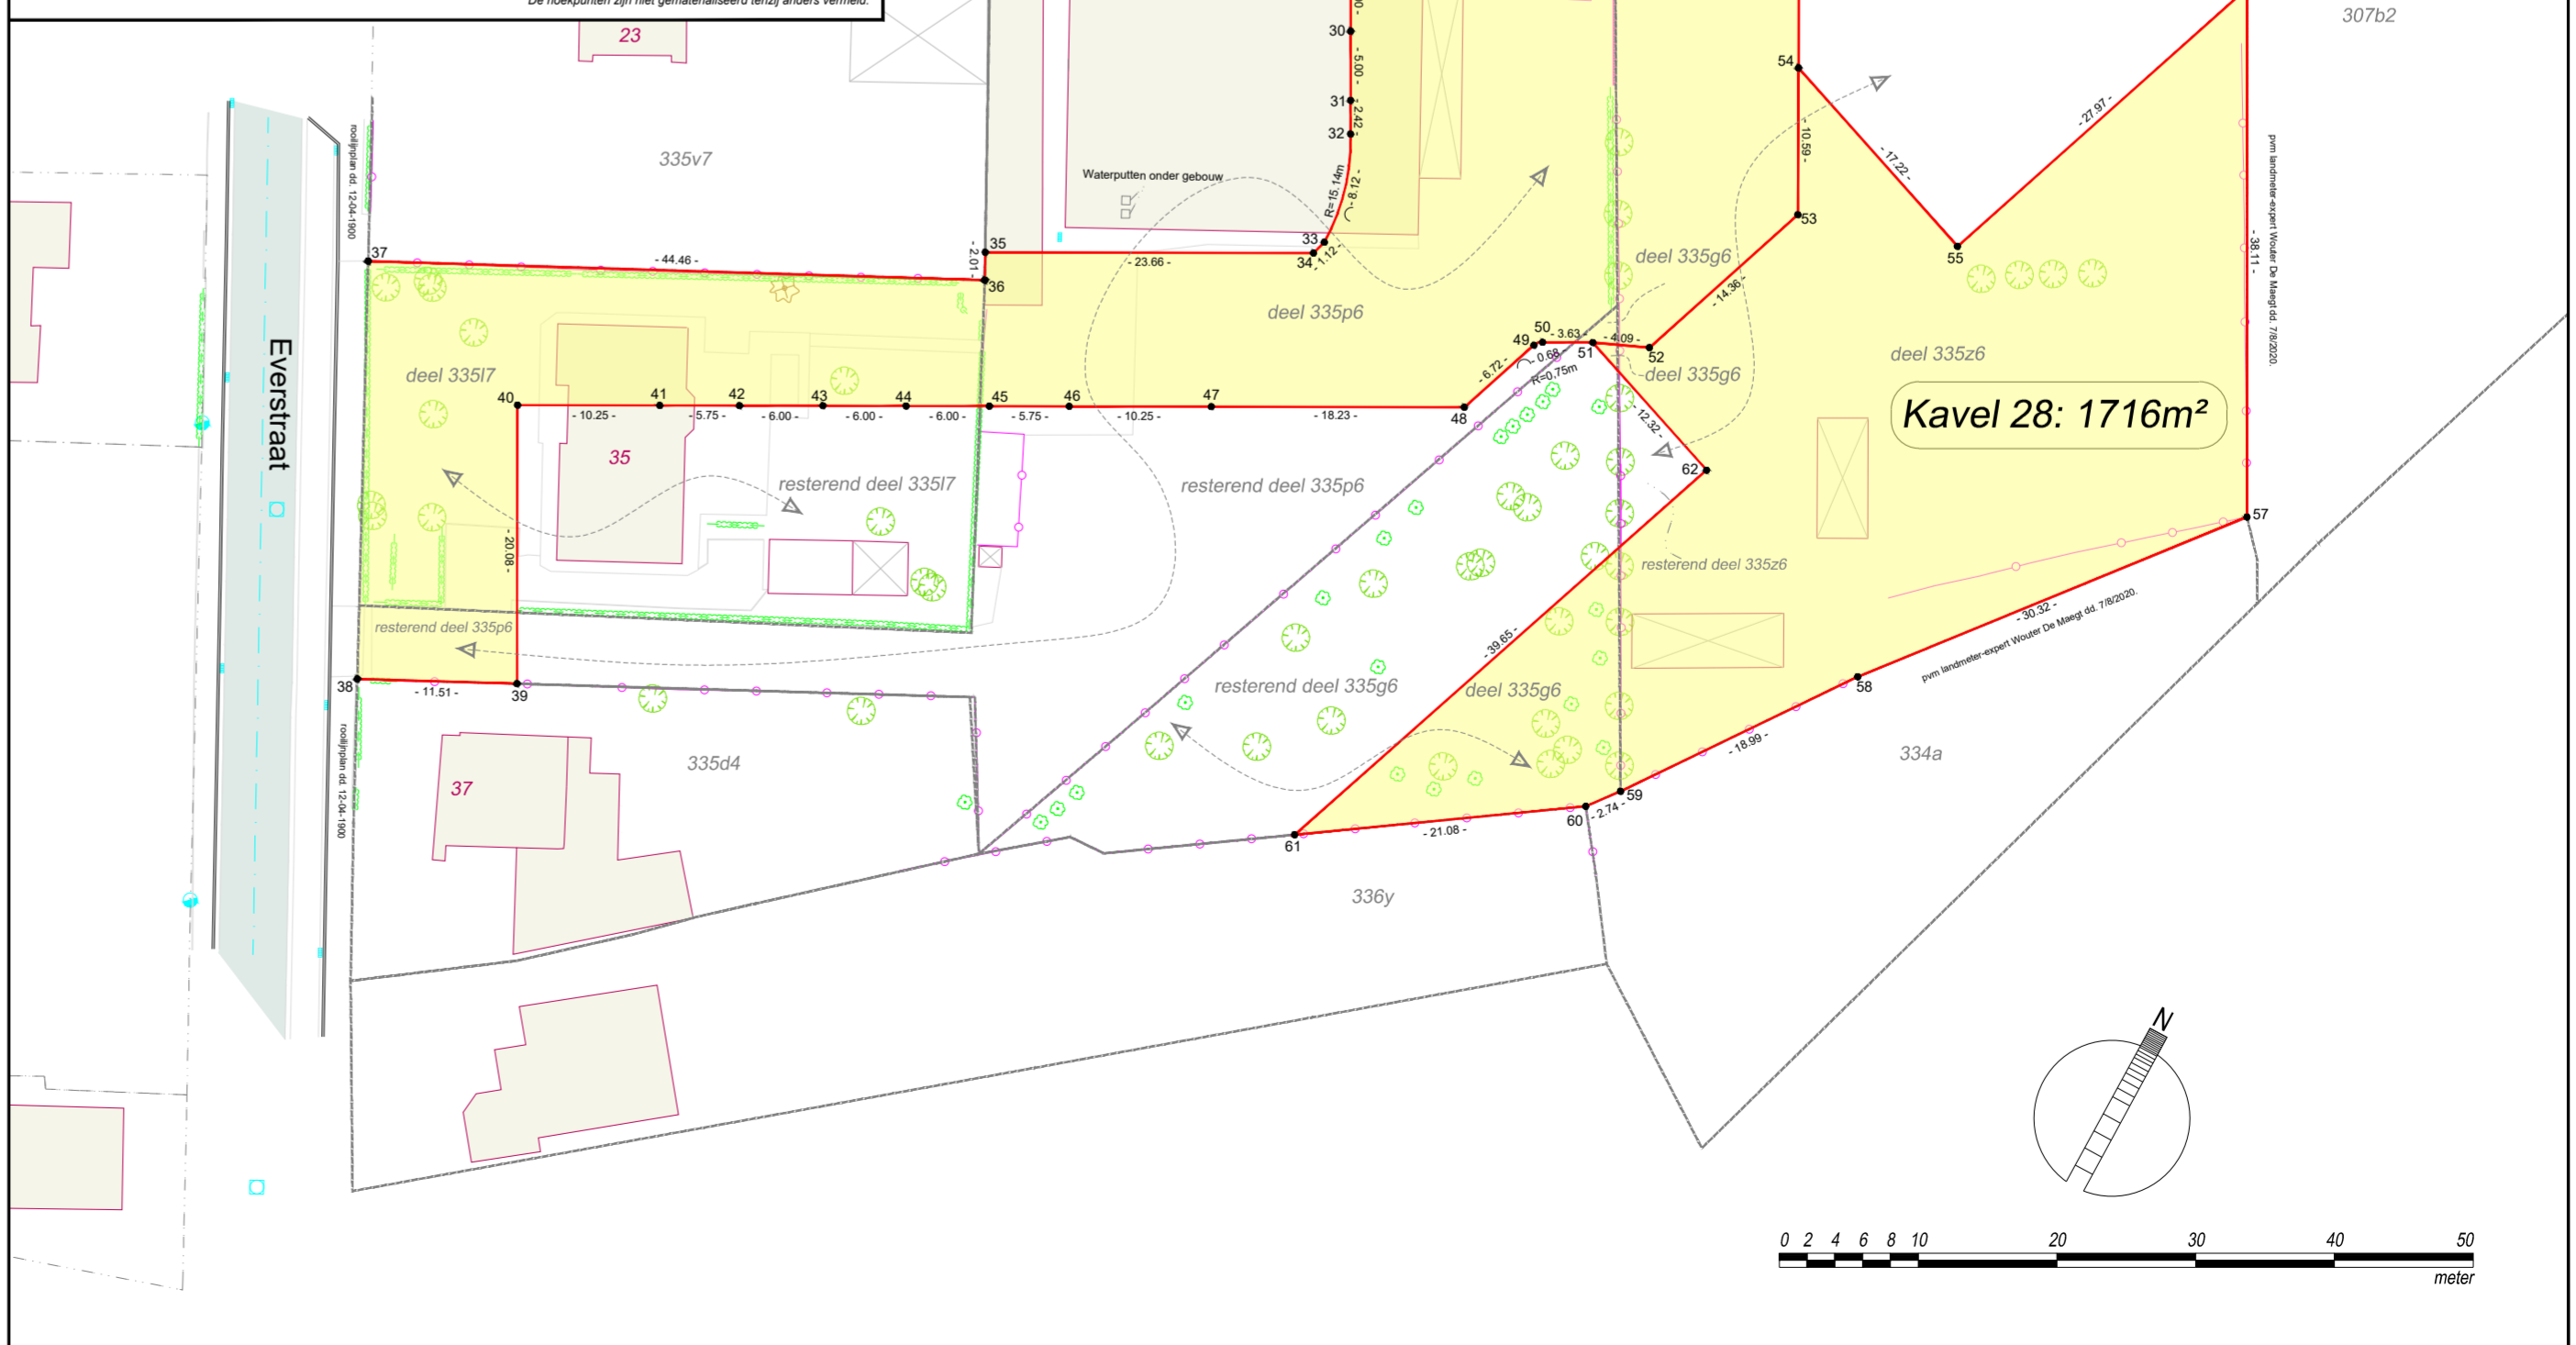 De hoekpunten zijn niet gematerialiseerd tenzij anders vermeld.
23
307b2
30
- 5.00 -
31
- 2.42 -
32
54
- 10.59 -
- 17.22 -
- 27.97 -
rooilijnplan dd. 12-04-1900
335v7
Waterputten onder gebouw
R=15.14m
- 8.12 -
33
34
- 1.12 -
53
55
- 38.11 -
pvm landmeter-expert Wouter De Maegt dd. 7/8/2020.
37
- 44.46 -
- 2.01 -
35
36
- 23.66 -
deel 335g6
- 14.36 -
deel 335p6
50
49
- 3.63 -
- 0.68 -
51
- 4.09 -
52
- 6.72 -
R=0,75m
Everstraat
deel 335l7
deel 335g6
deel 335z6
Kavel 28: 1716m²
40
41
42
43
44
45
46
47
48
- 10.25 -
- 5.75 -
- 6.00 -
- 6.00 -
- 6.00 -
- 5.75 -
- 10.25 -
- 18.23 -
- 12.32 -
35
62
resterend deel 335l7
resterend deel 335p6
57
- 20.08 -
resterend deel 335z6
resterend deel 335p6
- 39.65 -
- 30.32 -
pvm landmeter-expert Wouter De Maegt dd. 7/8/2020.
38
- 11.51 -
39
resterend deel 335g6
deel 335g6
58
rooilijnplan dd. 12-04-1900
335d4
37
- 18.99 -
334a
59
60
- 2.74 -
61
- 21.08 -
336y
N
0 2 4 6 8 10 20 30 40 50
meter